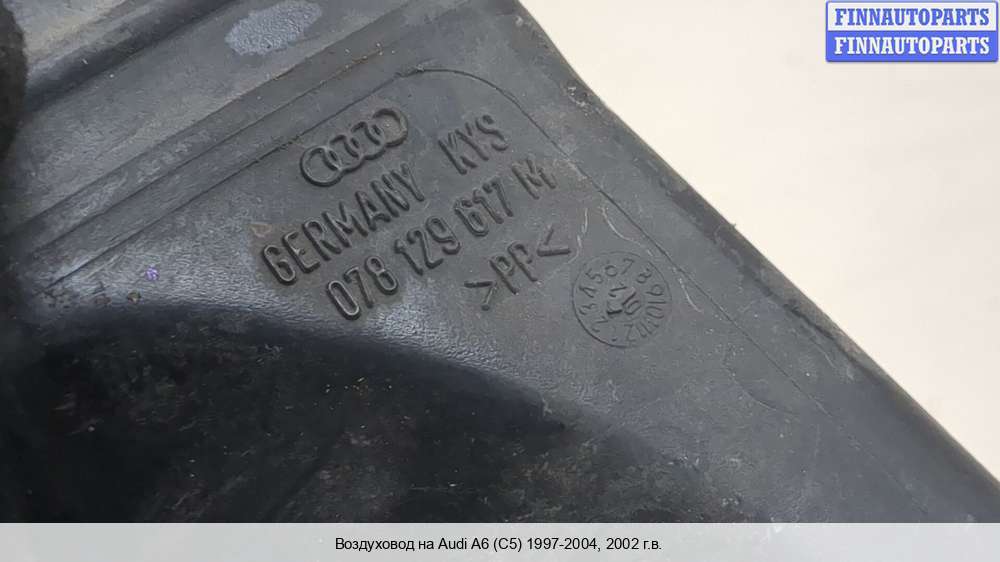 FINNAUTOPARTS
FINNAUTOPARTS
GERMANY KYS
078 129 617 M
>PP<
Воздуховод на Audi A6 (C5) 1997-2004, 2002 г.в.